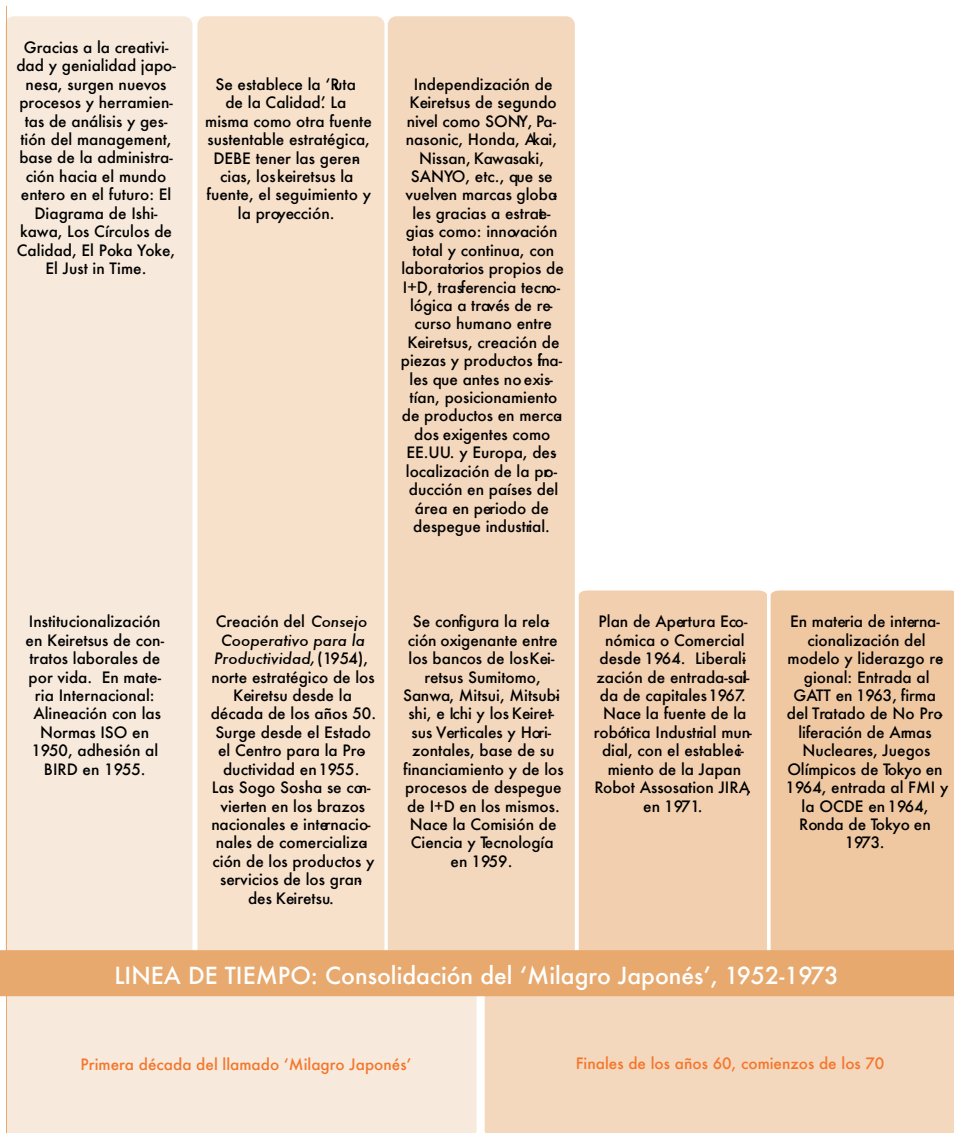 Gracias a la creativi-
dad y genialidad japo-
nesa, surgen nuevos
procesos y herramien-
tas de análisis y ges-
tión del management,
base de la administra-
ción hacia el mundo
entero en el futuro: El
Diagrama de Ishi-
kawa, Los Círculos de
Calidad, El Poka Yoke,
El Just in Time.
Se establece la ‘Ruta
de la Calidad’. La
misma como otra fuente
sustentable estratégica,
DEBE tener las geren
cias, los keiretsus la
fuente, el seguimiento y
la proyección.
Independización de
Keiretsus de segundo
nivel como SONY, Pa-
nasonic, Honda, Akai,
Nissan, Kawasaki,
SANYO, etc., que se
vuelven marcas globa
les gracias a estrate-
gias como: innovación
total y continua, con
laboratorios propios de
I+D, trasferencia tecno-
lógica a través de re-
curso humano entre
Keiretsus, creación de
piezas y productos fina-
les que antes no exis-
tían, posicionamiento
de productos en merca
dos exigentes como
EE.UU. y Europa, des
localización de la pro-
ducción en países del
área en periodo de
despegue industrial.
Institucionalización
en Keiretsus de con-
tratos laborales de
por vida. En mate-
ria Internacional:
Alineación con las
Normas ISO en
1950, adhesión al
BIRD en 1955.
Creación del Consejo
Cooperativo para la
Productividad, (1954),
norte estratégico de los
Keiretsu desde la
década de los años 50.
Surge desde el Estado
el Centro para la Pro
ductividad en 1955.
Las Sogo Sosha se con-
vierten en los brazos
nacionales e internacio-
nales de comercializa
ción de los productos y
servicios de los gran
des Keiretsu.
Se configura la rela
ción oxigenante entre
los bancos de los Kei-
retsus Sumitomo,
Sanwa, Mitsui, Mitsubi
shi, e Ichi y los Keiret-
sus Verticales y Hori-
zontales, base de su
financiamiento y de los
procesos de despegue
de I+D en los mismos.
Nace la Comisión de
Ciencia y Tecnología
en 1959.
Plan de Apertura Eco-
nómica o Comercial
desde 1964. Liberali
zación de entrada-sali
da de capitales 1967.
Nace la fuente de la
robótica Industrial mun-
dial, con el estableci-
miento de la Japan
Robot Assosation JIRA,
en 1971.
En materia de interna-
cionalización del
modelo y liderazgo re
gional: Entrada al
GATT en 1963, firma
del Tratado de No Pro
liferación de Armas
Nucleares, Juegos
Olímpicos de Tokyo en
1964, entrada al FMI y
la OCDE en 1964,
Ronda de Tokyo en
1973.
LINEA DE TIEMPO: Consolidación del ‘Milagro Japonés’, 1952-1973
Primera década del llamado ‘Milagro Japonés’
Finales de los años 60, comienzos de los 70